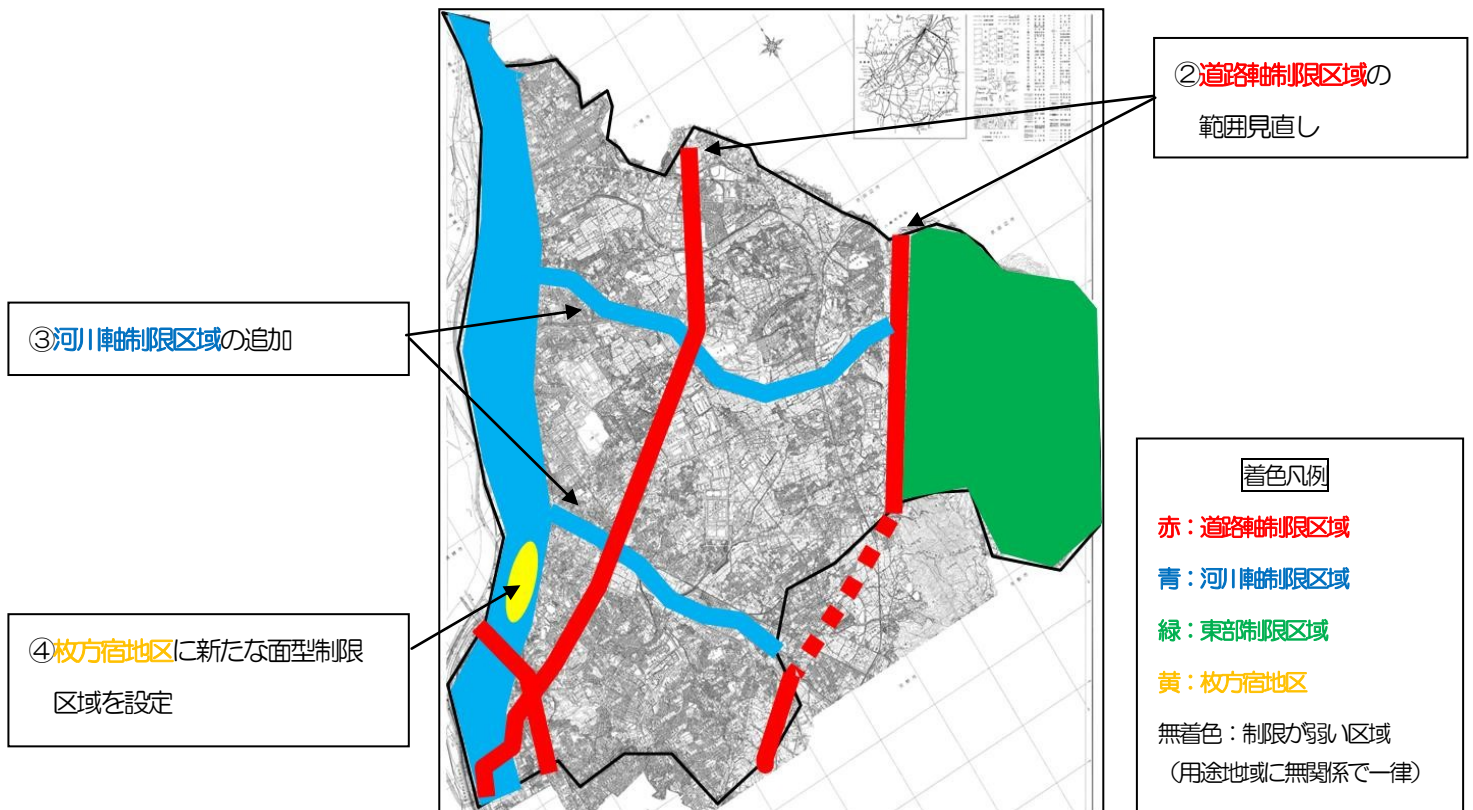 ②道路軸制限区域の
範囲見直し
③河川軸制限区域の追加
④枚方宿地区に新たな面型制限
区域を設定
着色凡例
赤：道路軸制限区域
青：河川軸制限区域
緑：東部制限区域
黄：枚方宿地区
無着色：制限が弱い区域
（用途地域に無関係で一律）